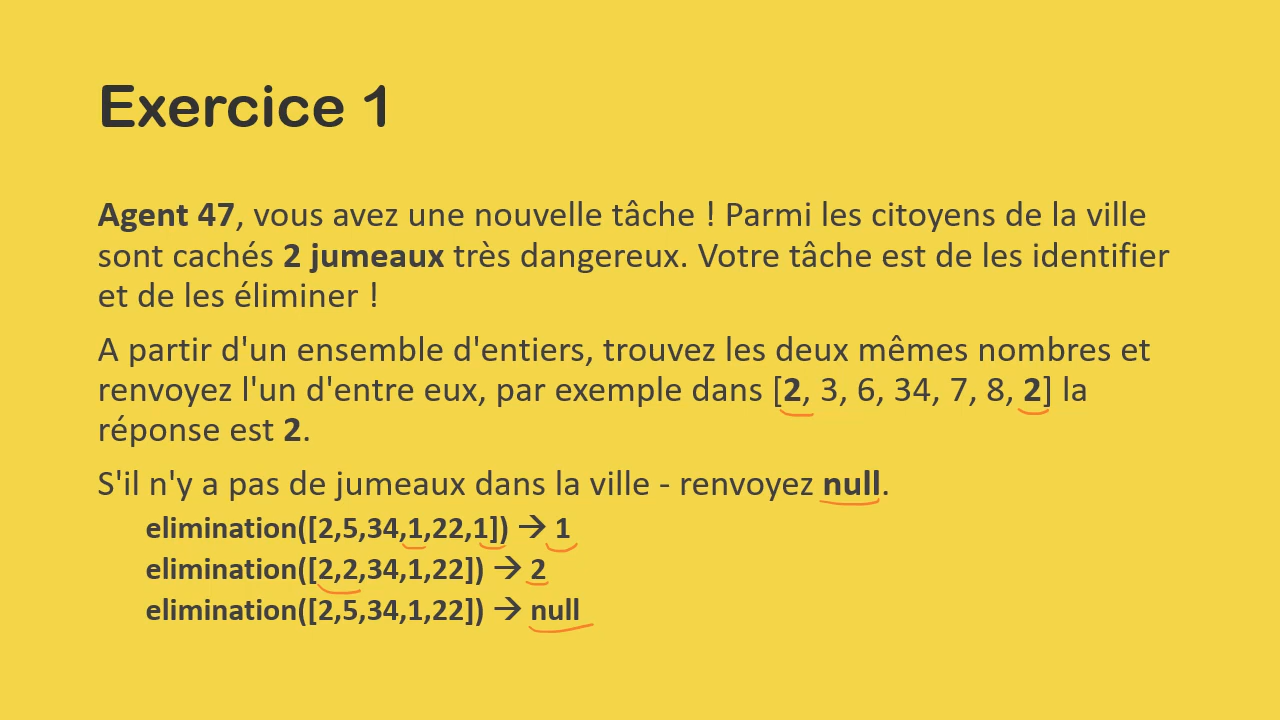 Exercice 1
Agent 47, vous avez une nouvelle tâche ! Parmi les citoyens de la ville
sont cachés 2 jumeaux très dangereux. Votre tâche est de les identifier
et de les éliminer !
A partir d'un ensemble d'entiers, trouvez les deux mêmes nombres et
renvoyez l'un d'entre eux, par exemple dans [2, 3, 6, 34, 7, 8, 2] la
réponse est 2.
S'il n'y a pas de jumeaux dans la ville - renvoyez null.
elimination([2,5,34,1,22,1]) → 1
elimination([2,2,34,1,22]) → 2
elimination([2,5,34,1,22]) → null